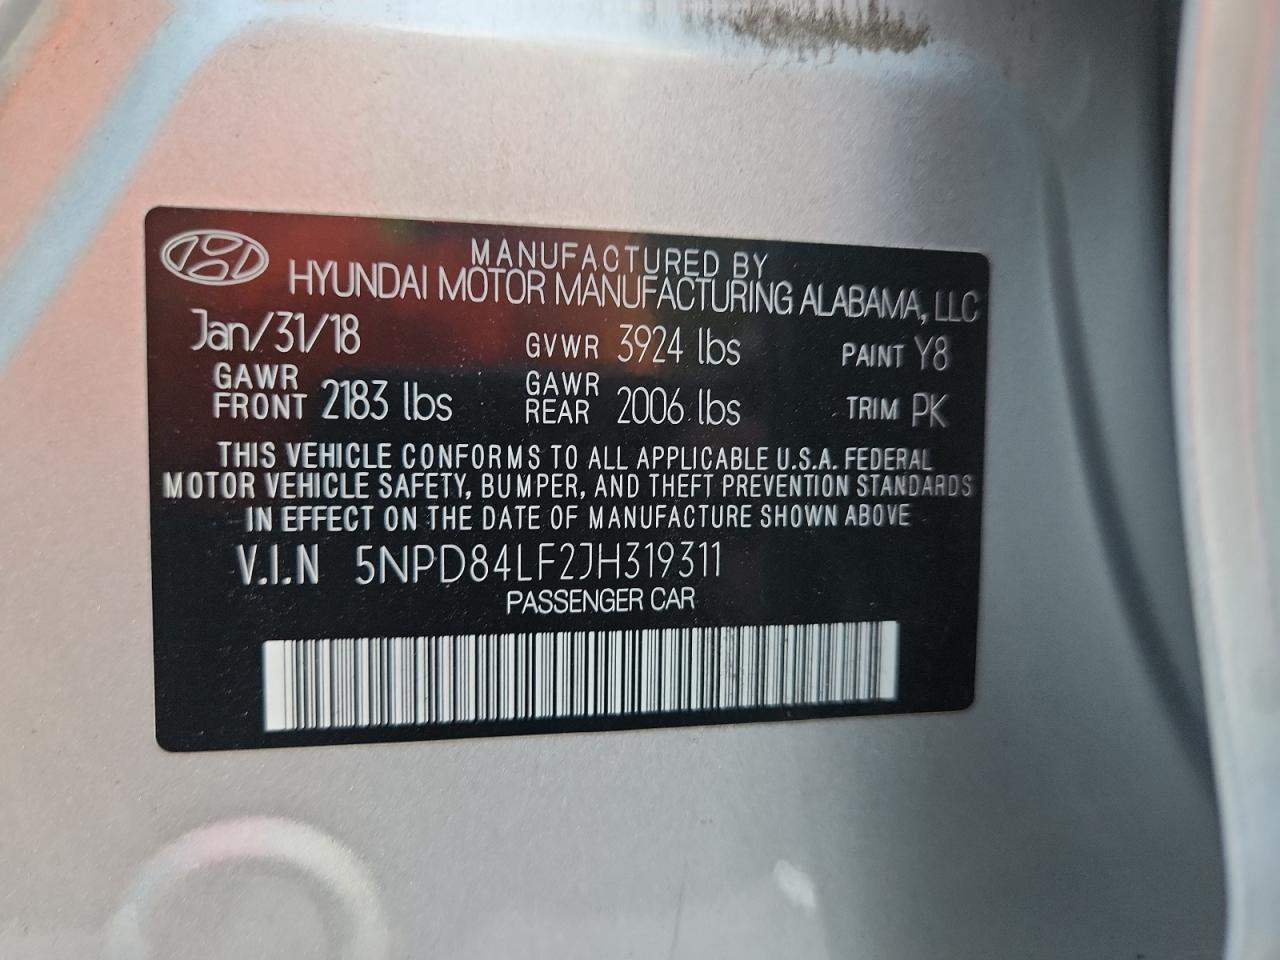 MANUFACTURED BY
HYUNDAI MOTOR MANUFACTURING ALABAMA, LLC
Jan/31/18 GVWR 3924 lbs PAINT Y8
GAWR FRONT 2183 lbs GAWR REAR 2006 lbs TRIM PK
THIS VEHICLE CONFORMS TO ALL APPLICABLE U.S.A. FEDERAL
MOTOR VEHICLE SAFETY, BUMPER, AND THEFT PREVENTION STANDARDS
IN EFFECT ON THE DATE OF MANUFACTURE SHOWN ABOVE
V.I.N 5NPD84LF2JH319311
PASSENGER CAR